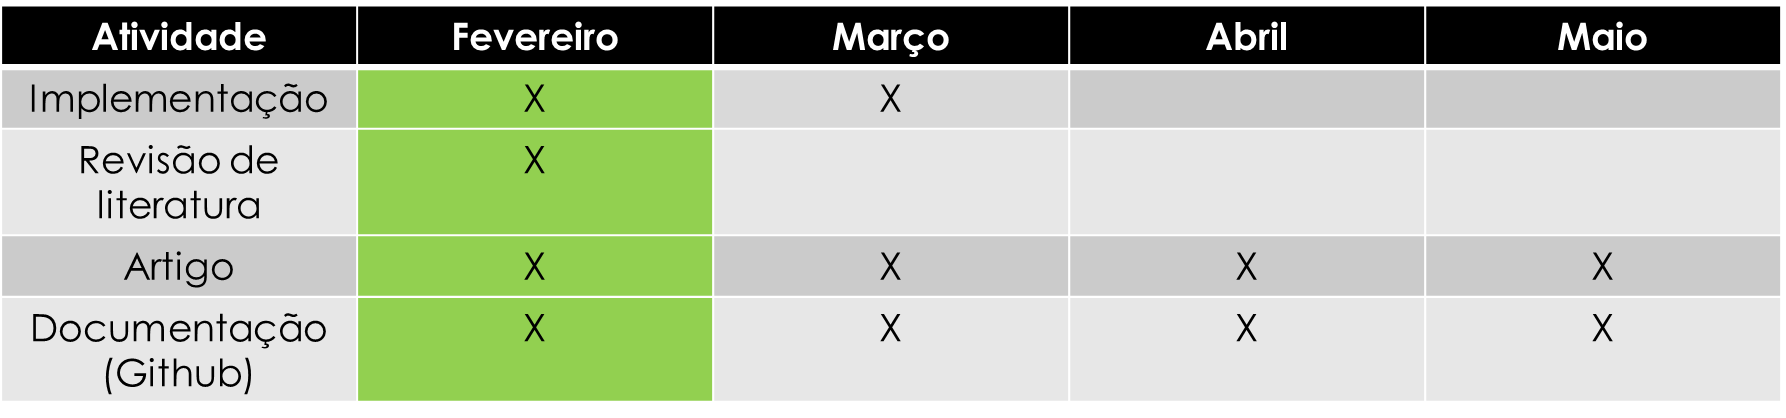 Atividade Fevereiro Março Abril Maio
Implementação X X
Revisão de X
literatura
Artigo X X X X
Documentação X X X X
(Github)